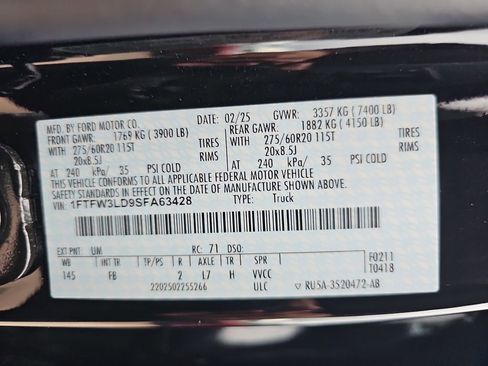 MFD. BY FORD MOTOR CO. DATE: 02/25 GVWR: 3357 KG (7400 LB)
FRONT GAWR: 1769 KG (3900 LB) REAR GAWR: 1882 KG (4150 LB)
WITH 275/60R20 115T TIRES WITH 275/60R20 115T TIRES
20x8.5J RIMS 20x8.5J RIMS
AT 240 kPa/ 35 PSI COLD AT 240 kPa/ 35 PSI COLD
THIS VEHICLE CONFORMS TO ALL APPLICABLE FEDERAL MOTOR VEHICLE
SAFETY STANDARDS IN EFFECT ON THE DATE OF MANUFACTURE SHOWN ABOVE.
VIN: 1FTFW3LD9SFA63428 TYPE: Truck
EXT PNT: UM RC: 71 DSO: F0211
WB INT TR TP/PS R AXLE TR SPR T0418
145 FB 2 L7 H VVCC
2202502255266 ULC ▽ RU5A-3520472-AB